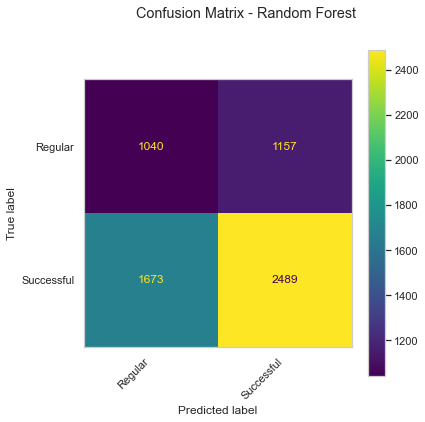 Confusion Matrix - Random Forest
Regular
1040
1157
Successful
1673
2489
True label
Regular
Successful
Predicted label
2400
2200
2000
1800
1600
1400
1200